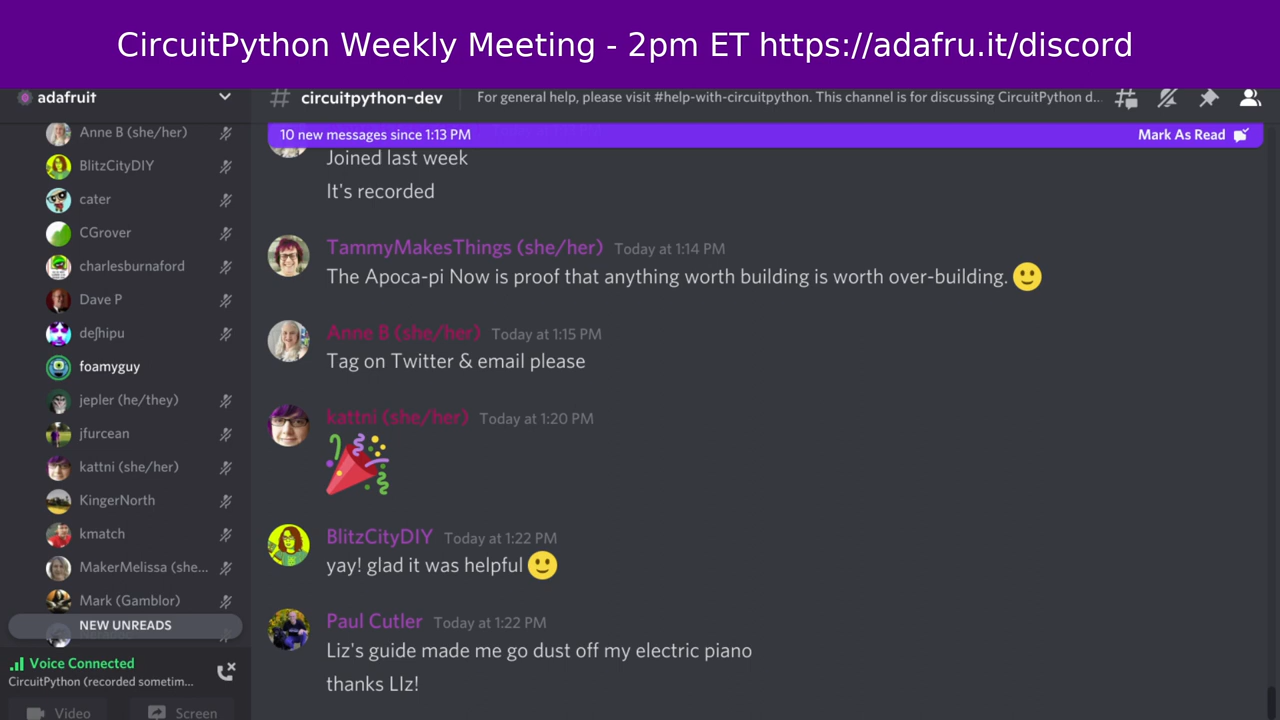 CircuitPython Weekly Meeting - 2pm ET https://adafru.it/discord
adafruit
# circuitpython-dev
For general help, please visit #help-with-circuitpython. This channel is for discussing CircuitPython d...
10 new messages since 1:13 PM
Mark As Read
Anne B (she/her)
BlitzCityDIY
cater
CGrover
charlesburnaford
Dave P
deʃhipu
foamyguy
jepler (he/they)
jfurcean
kattni (she/her)
KingerNorth
kmatch
MakerMelissa (she...
Mark (Gamblor)
NEW UNREADS
Voice Connected
CircuitPython (recorded sometim...
Video
Screen
Joined last week
It's recorded
TammyMakesThings (she/her) Today at 1:14 PM
The Apoca-pi Now is proof that anything worth building is worth over-building. 🙂
Anne B (she/her) Today at 1:15 PM
Tag on Twitter & email please
kattni (she/her) Today at 1:20 PM
BlitzCityDIY Today at 1:22 PM
yay! glad it was helpful 🙂
Paul Cutler Today at 1:22 PM
Liz's guide made me go dust off my electric piano
thanks LIz!